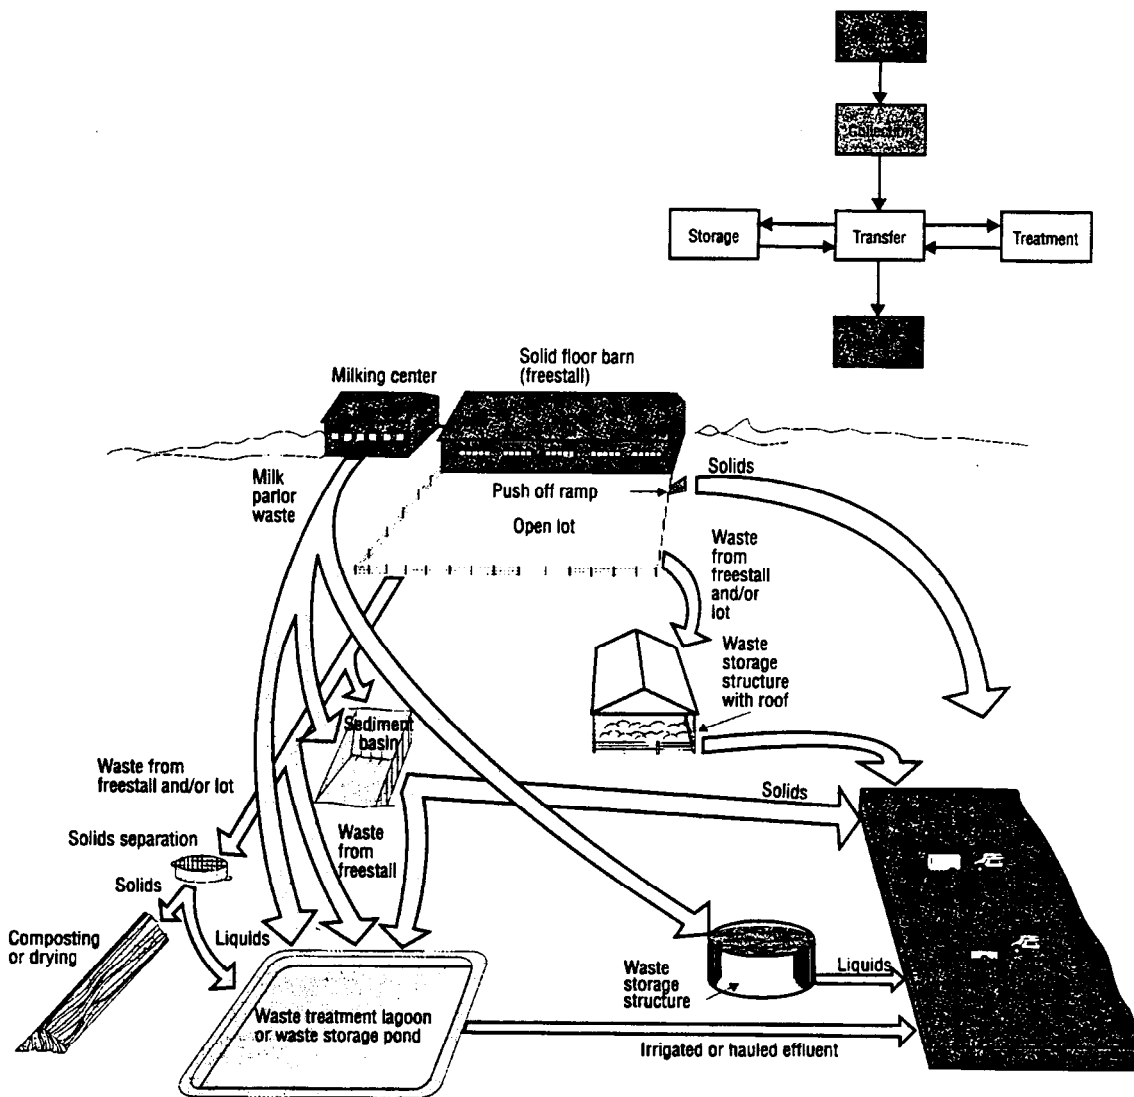 Collection
Storage
Transfer
Treatment
Solid floor barn
(freestall)
Milking center
Solids
Milk
parlor
waste
Push off ramp
Open lot
Waste
from
freestall
and/or
lot
Waste
storage
structure
with roof
Sediment
basin
Waste from
freestall and/or lot
Solids
Solids separation
Waste
from
freestall
Solids
Composting
or drying
Liquids
Waste
storage
structure
Liquids
Waste treatment lagoon
or waste storage pond
Irrigated or hauled effluent